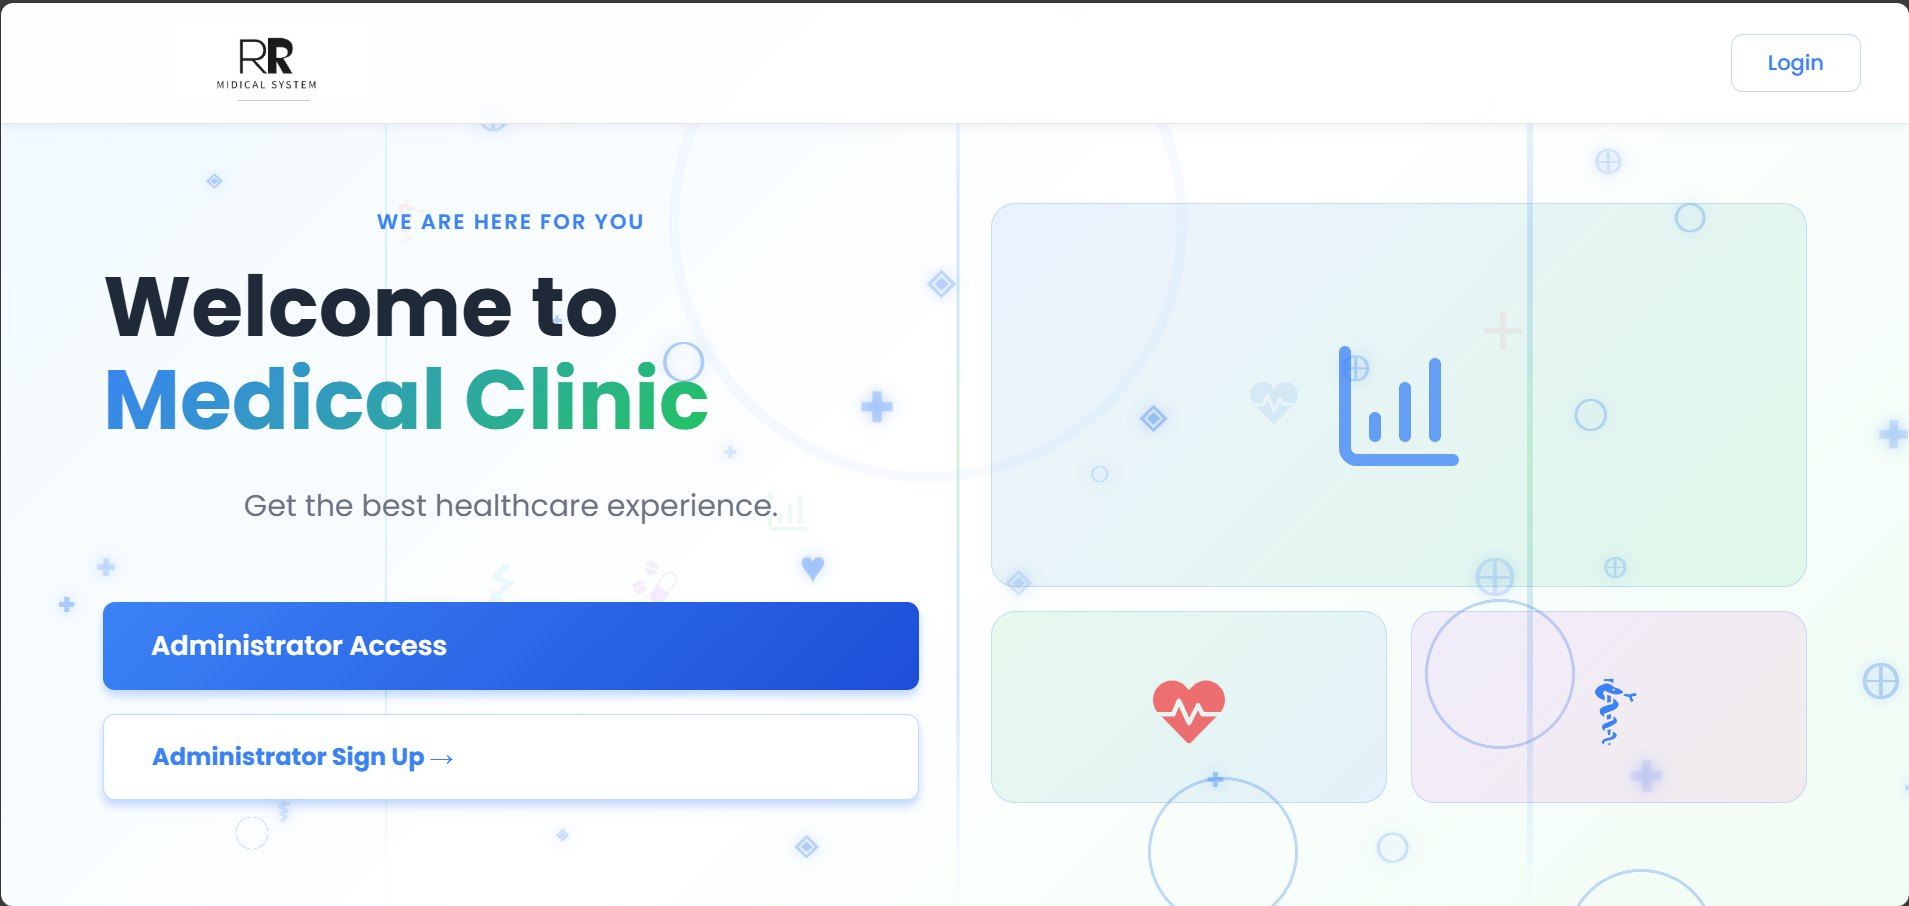 RR
MIDICAL SYSTEM
Login
WE ARE HERE FOR YOU
Welcome to
Medical Clinic
Get the best healthcare experience.
Administrator Access
Administrator Sign Up →